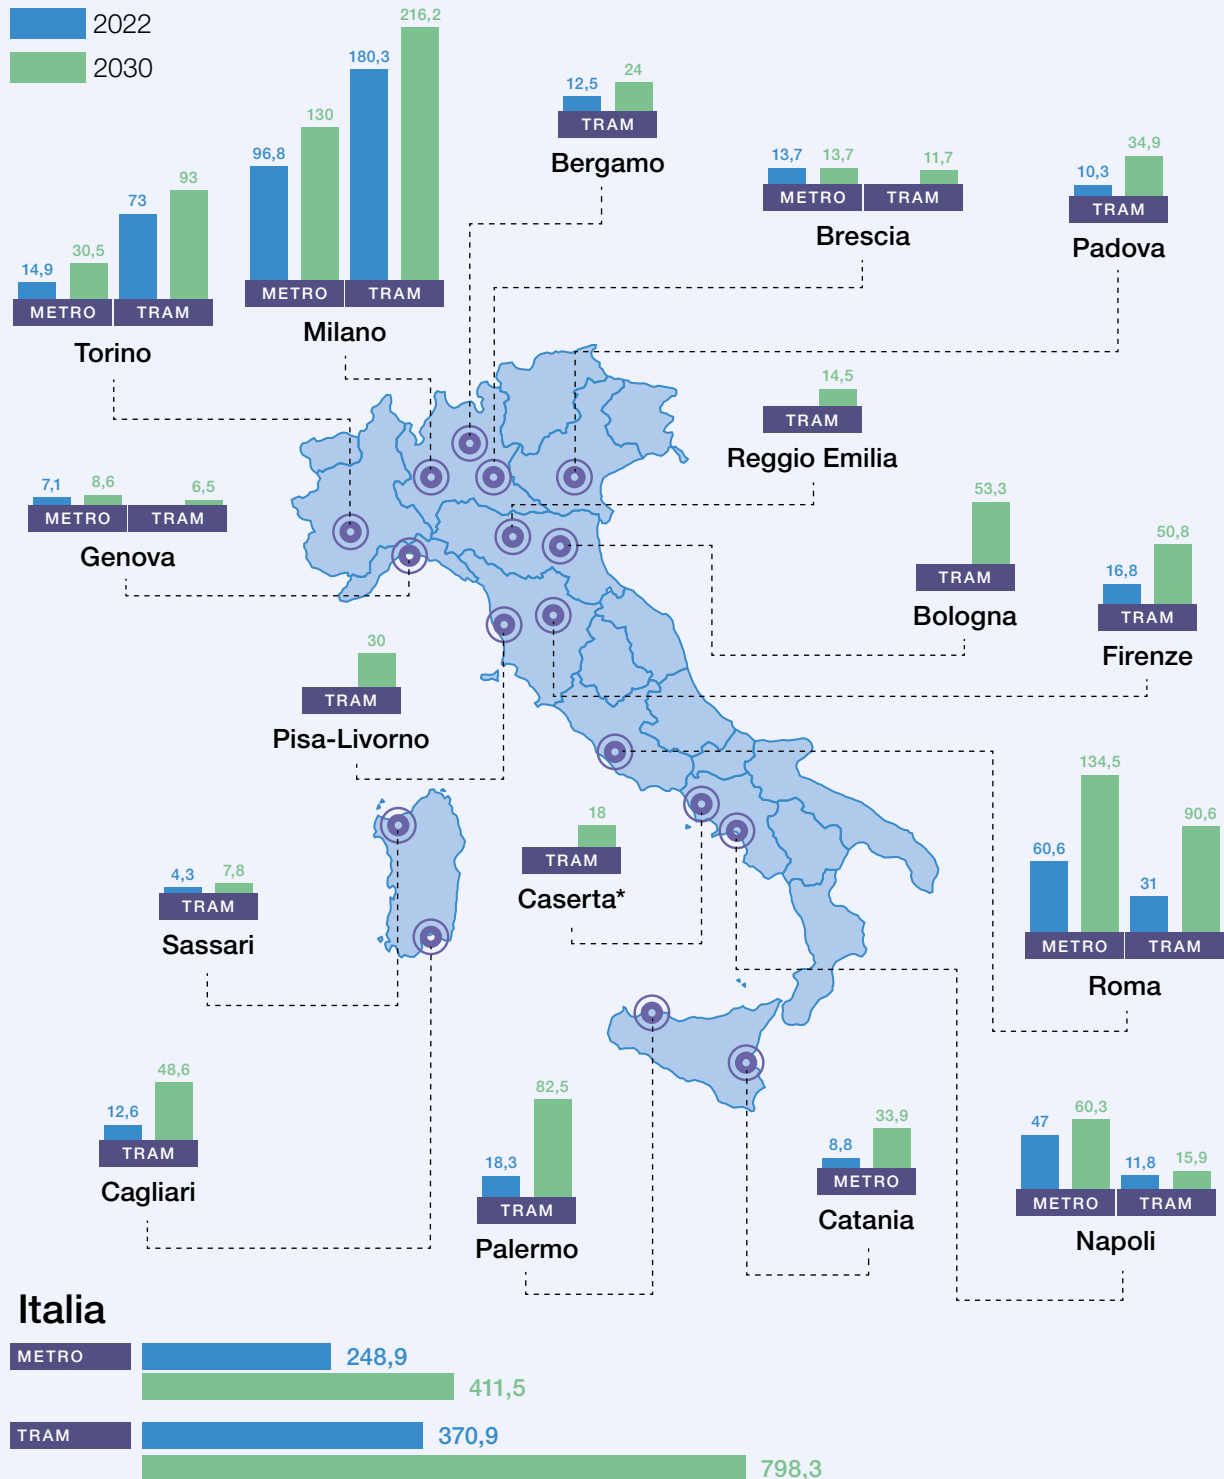 2022
2030
14,9
30,5
73
93
METRO
TRAM
Torino
96,8
130
180,3
216,2
METRO
TRAM
Milano
12,5
24
TRAM
Bergamo
13,7
13,7
11,7
METRO
TRAM
Brescia
10,3
34,9
TRAM
Padova
14,5
TRAM
Reggio Emilia
7,1
8,6
6,5
METRO
TRAM
Genova
53,3
TRAM
Bologna
16,8
50,8
TRAM
Firenze
30
TRAM
Pisa-Livorno
60,6
134,5
31
90,6
METRO
TRAM
Roma
18
TRAM
Caserta*
4,3
7,8
TRAM
Sassari
12,6
48,6
TRAM
Cagliari
18,3
82,5
TRAM
Palermo
8,8
33,9
METRO
Catania
47
60,3
11,8
15,9
METRO
TRAM
Napoli
Italia
METRO
248,9
411,5
TRAM
370,9
798,3